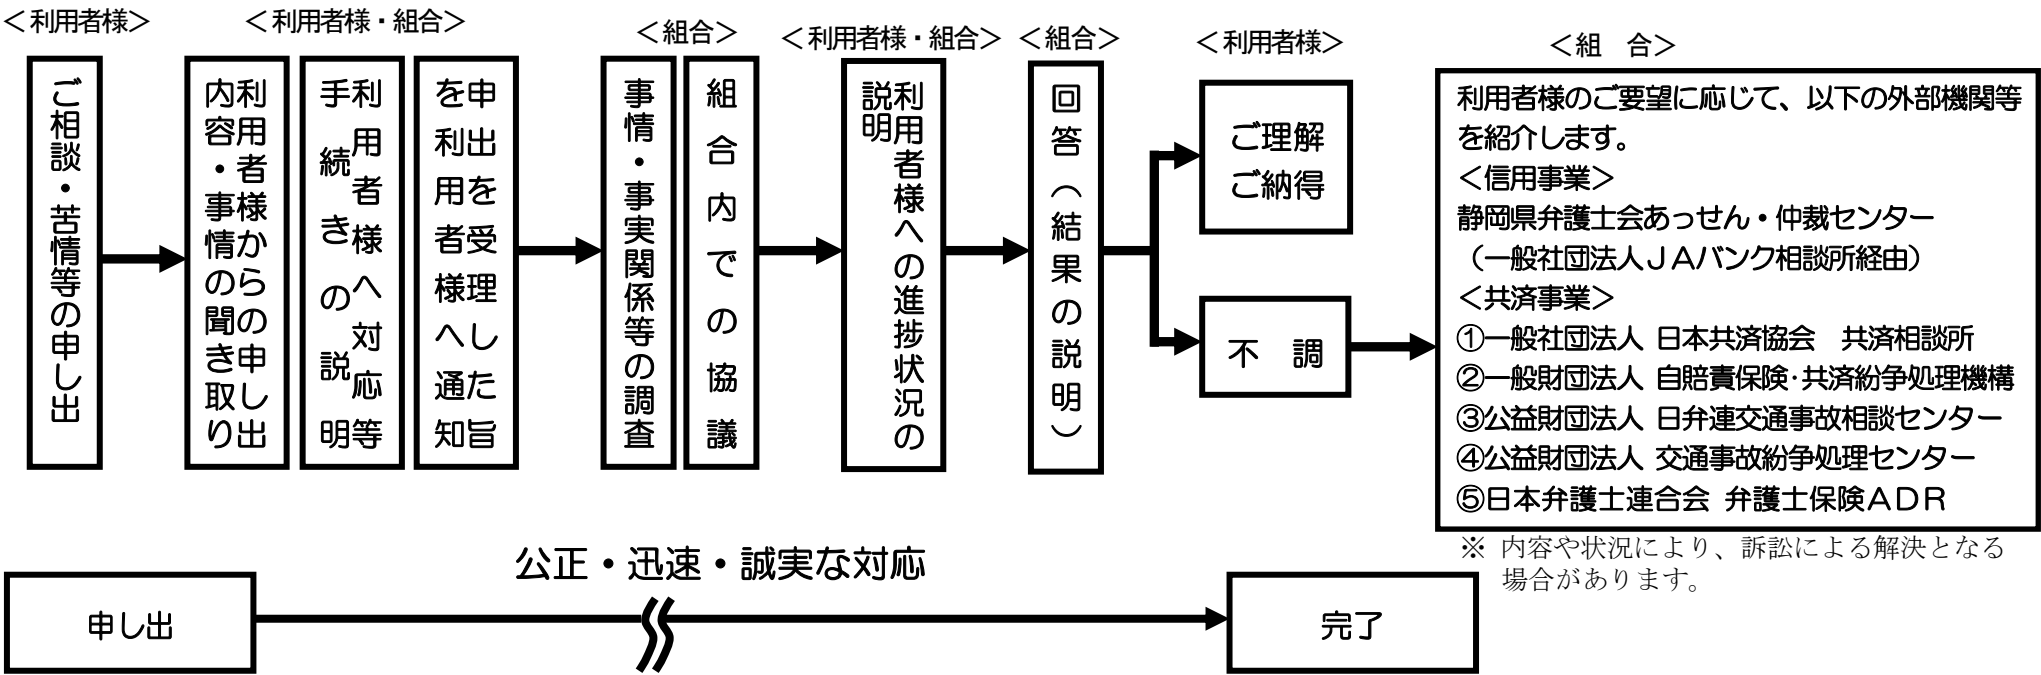 ＜利用者様＞
ご相談・苦情等の申し出
＜利用者様・組合＞
利用者様からの申し出
内容・事情の聞き取り
利用者様へ対応等
手続きの説明
申出を受理した旨
を利用者様へ通知
＜組合＞
事情・事実関係等の調査
組合内での協議
＜利用者様・組合＞
利用者様への進捗状況の
説明
＜組合＞
回答（結果の説明）
＜利用者様＞
ご理解
ご納得
不　調
＜組　合＞
利用者様のご要望に応じて、以下の外部機関等
を紹介します。
＜信用事業＞
静岡県弁護士会あっせん・仲裁センター
（一般社団法人ＪＡバンク相談所経由）
＜共済事業＞
①一般社団法人 日本共済協会　共済相談所
②一般財団法人 自賠責保険･共済紛争処理機構
③公益財団法人 日弁連交通事故相談センター
④公益財団法人 交通事故紛争処理センター
⑤日本弁護士連合会 弁護士保険ＡＤＲ
※ 内容や状況により、訴訟による解決となる
場合があります。
公正・迅速・誠実な対応
申し出
完了